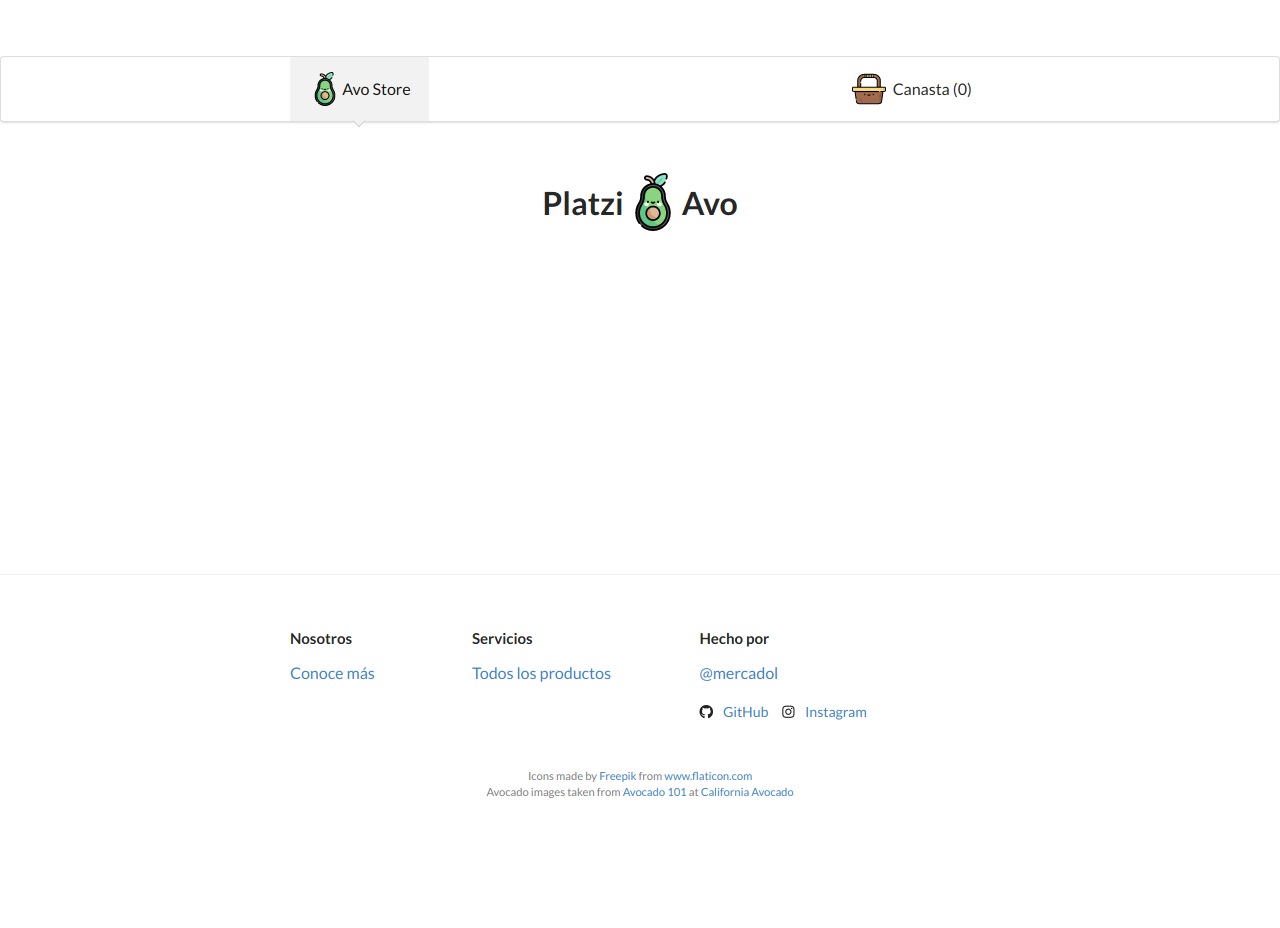 Avo Store
Canasta (0)
Platzi Avo
Nosotros
Servicios
Hecho por
Conoce más
Todos los productos
@mercadol
GitHub
Instagram
Icons made by Freepik from www.flaticon.com
Avocado images taken from Avocado 101 at California Avocado